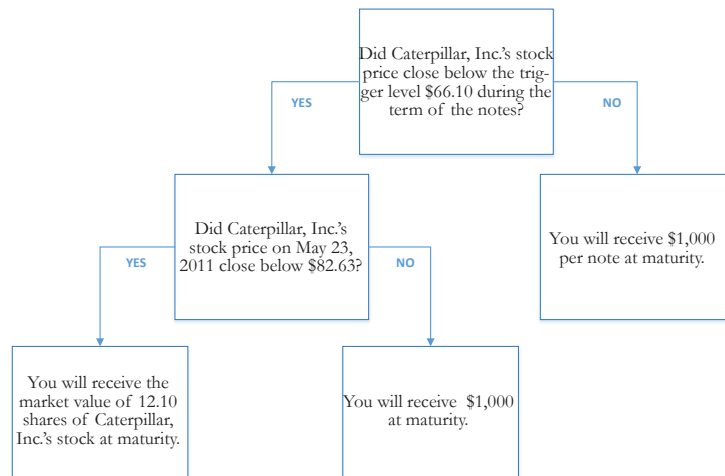 Did Caterpillar, Inc.'s stock
price close below the trig-
ger level $66.10 during the
term of the notes?
YES
NO
Did Caterpillar, Inc.'s
stock price on May 23,
2011 close below $82.63?
You will receive $1,000
per note at maturity.
YES
NO
You will receive the
market value of 12.10
shares of Caterpillar,
Inc.'s stock at maturity.
You will receive $1,000
at maturity.